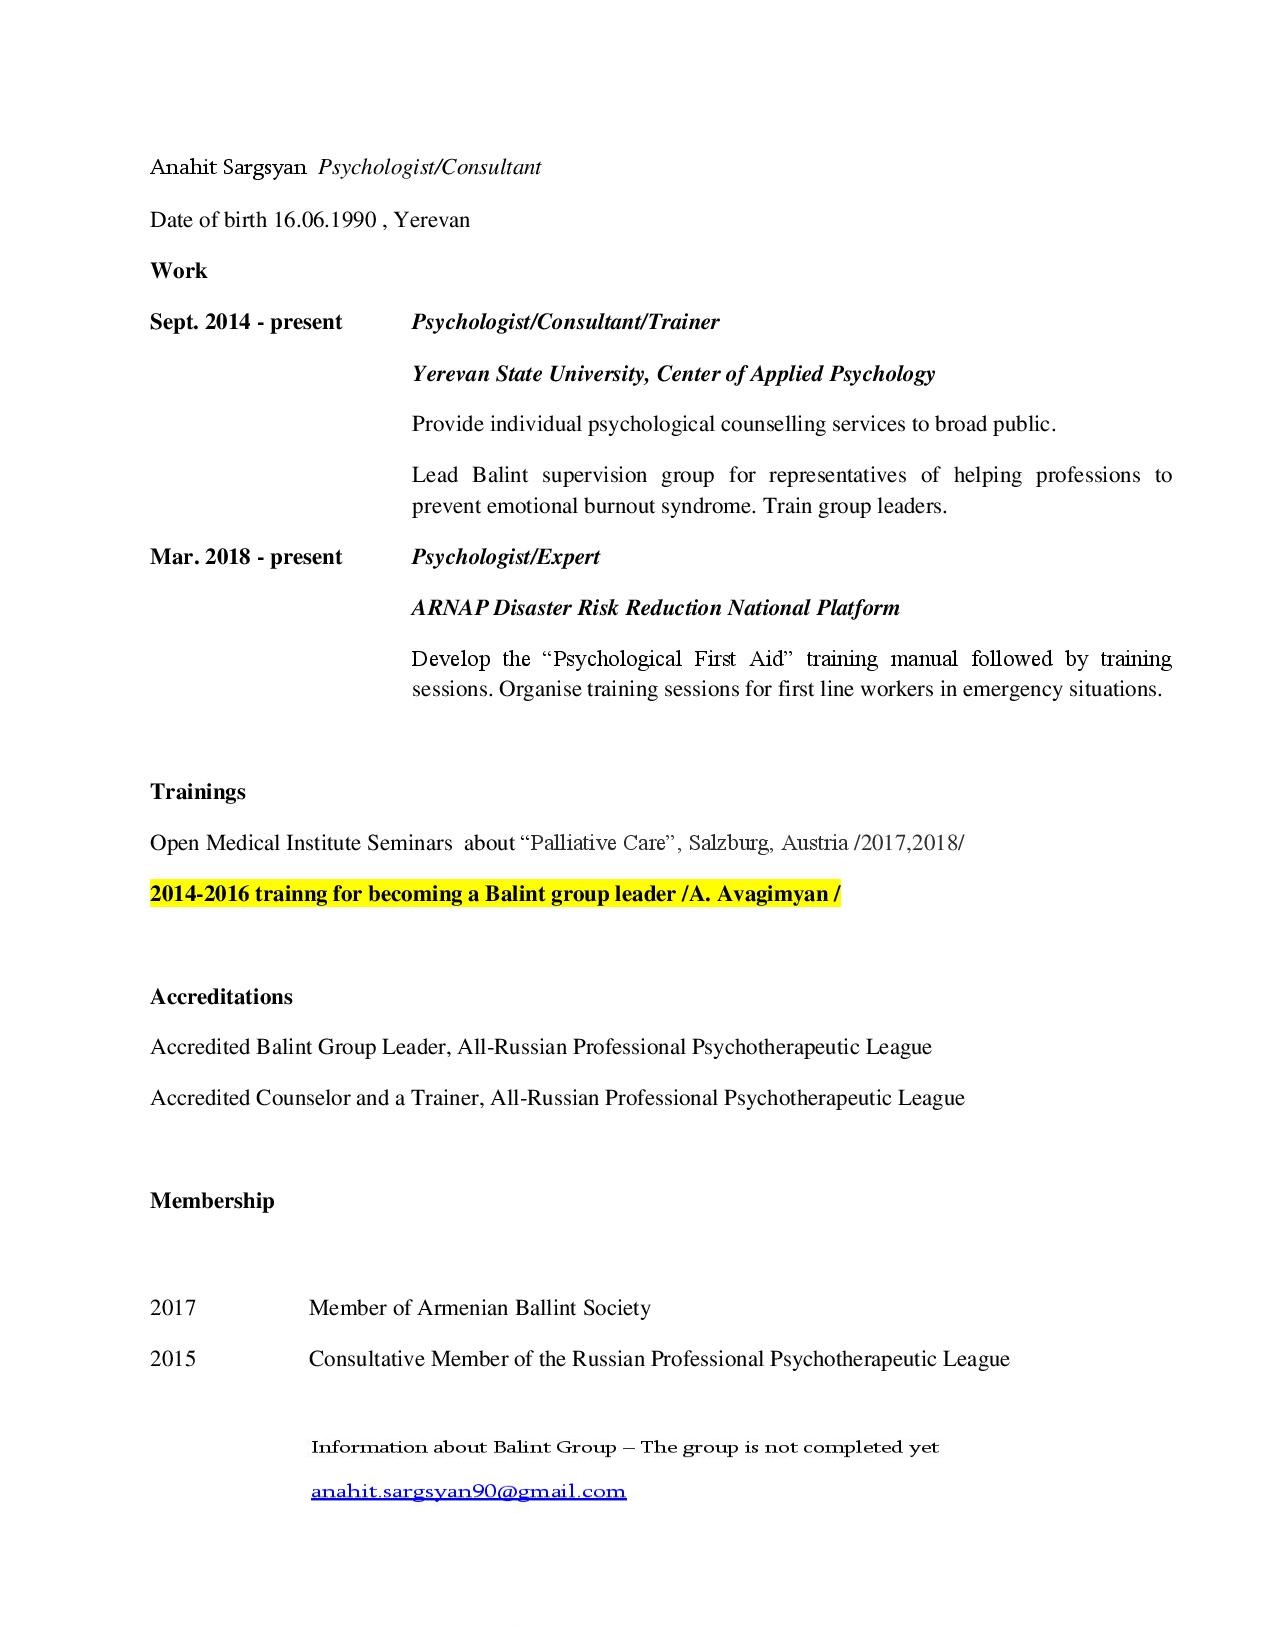 Anahit Sargsyan Psychologist/Consultant
Date of birth 16.06.1990 , Yerevan
Work
Sept. 2014 - present Psychologist/Consultant/Trainer
Yerevan State University, Center of Applied Psychology
Provide individual psychological counselling services to broad public.
Lead Balint supervision group for representatives of helping professions to
prevent emotional burnout syndrome. Train group leaders.
Mar. 2018 - present Psychologist/Expert
ARNAP Disaster Risk Reduction National Platform
Develop the “Psychological First Aid” training manual followed by training
sessions. Organise training sessions for first line workers in emergency situations.
Trainings
Open Medical Institute Seminars about “Palliative Care”, Salzburg, Austria /2017,2018/
2014-2016 trainng for becoming a Balint group leader /A. Avagimyan /
Accreditations
Accredited Balint Group Leader, All-Russian Professional Psychotherapeutic League
Accredited Counselor and a Trainer, All-Russian Professional Psychotherapeutic League
Membership
2017 Member of Armenian Ballint Society
2015 Consultative Member of the Russian Professional Psychotherapeutic League
Information about Balint Group – The group is not completed yet
anahit.sargsyan90@gmail.com